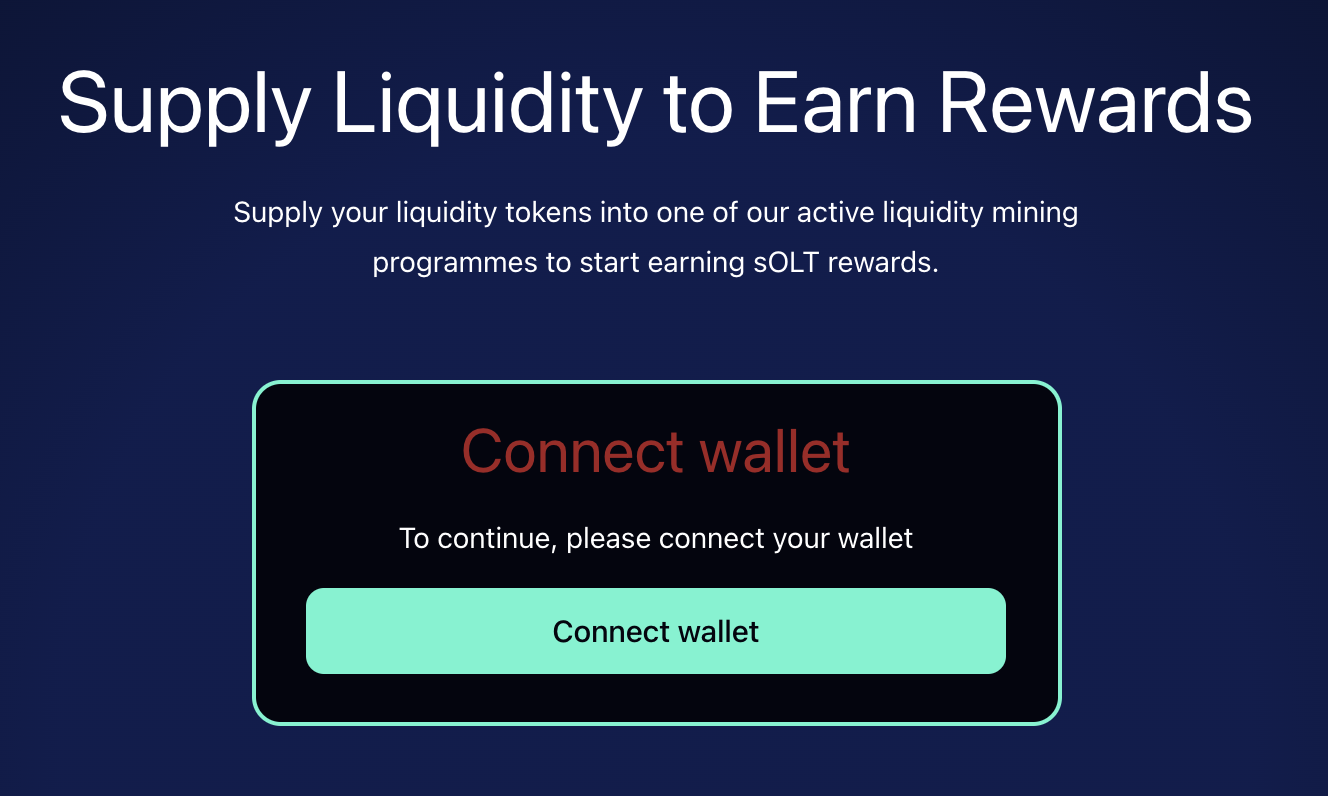 Supply Liquidity to Earn Rewards
Supply your liquidity tokens into one of our active liquidity mining
programmes to start earning sOLT rewards.
Connect wallet
To continue, please connect your wallet
Connect wallet